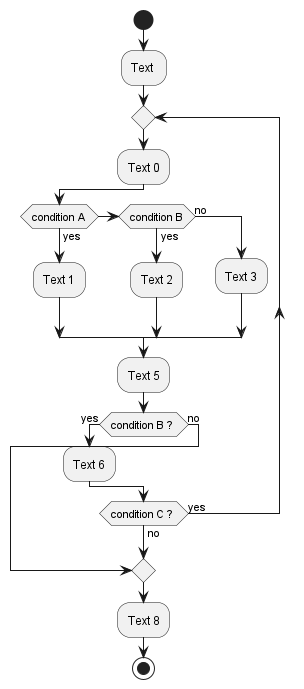 Text
Text 0
condition A
condition B
no
yes
yes
Text 1
Text 2
Text 3
Text 5
yes
condition B ?
no
Text 6
condition C ?
yes
no
Text 8